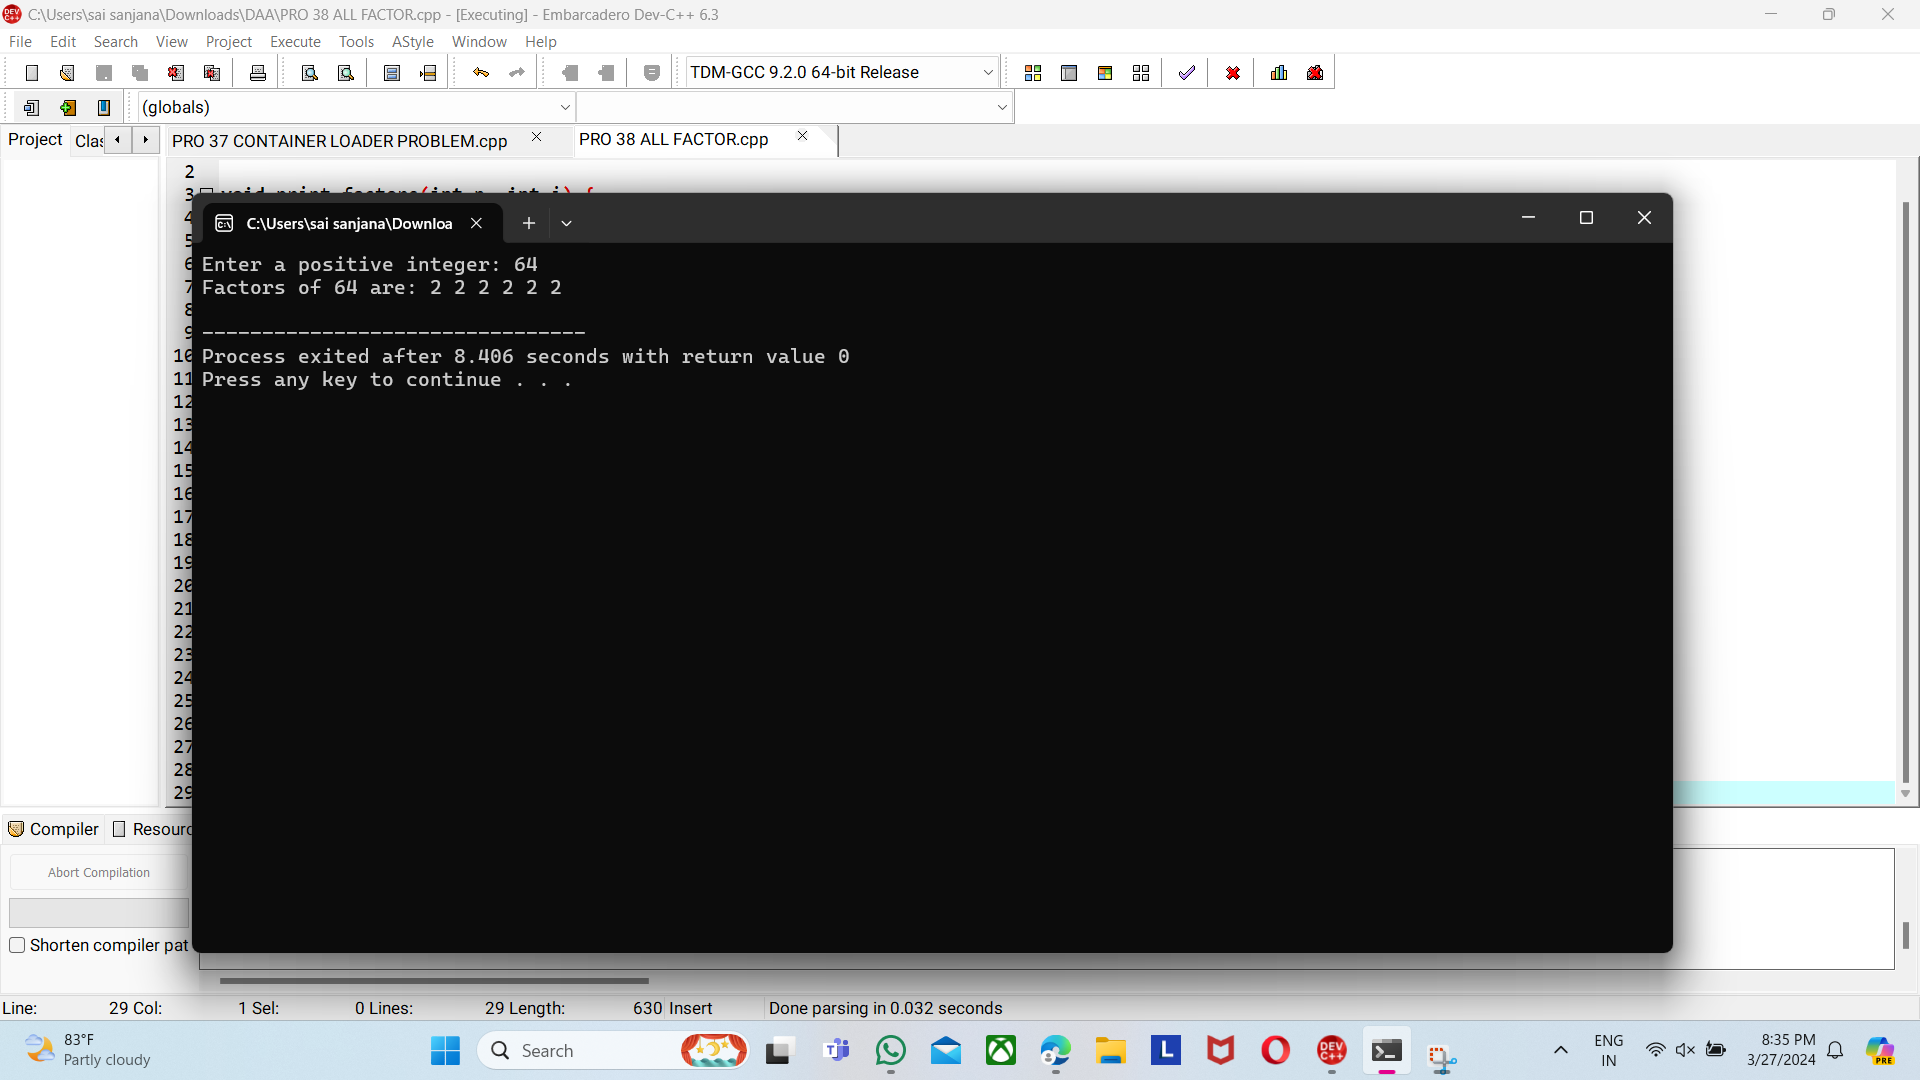 C:\Users\sai sanjana\Downloads\DAA\PRO 38 ALL FACTOR.cpp - [Executing] - Embarcadero Dev-C++ 6.3
File Edit Search View Project Execute Tools AStyle Window Help
TDM-GCC 9.2.0 64-bit Release
(globals)
Project Clas PRO 37 CONTAINER LOADER PROBLEM.cpp PRO 38 ALL FACTOR.cpp
2
3
C:\Users\sai sanjana\Downloa
Enter a positive integer: 64
Factors of 64 are: 2 2 2 2 2 2
--------------------------------
Process exited after 8.406 seconds with return value 0
Press any key to continue . . .
4
5
6
7
8
9
10
11
12
13
14
15
16
17
18
19
20
21
22
23
24
25
26
27
28
29
Compiler Resourc
Abort Compilation
Shorten compiler pat
Line: 29 Col: 1 Sel: 0 Lines: 29 Length: 630 Insert Done parsing in 0.032 seconds
83°F
Partly cloudy
Search
ENG
IN
8:35 PM
3/27/2024
PRE